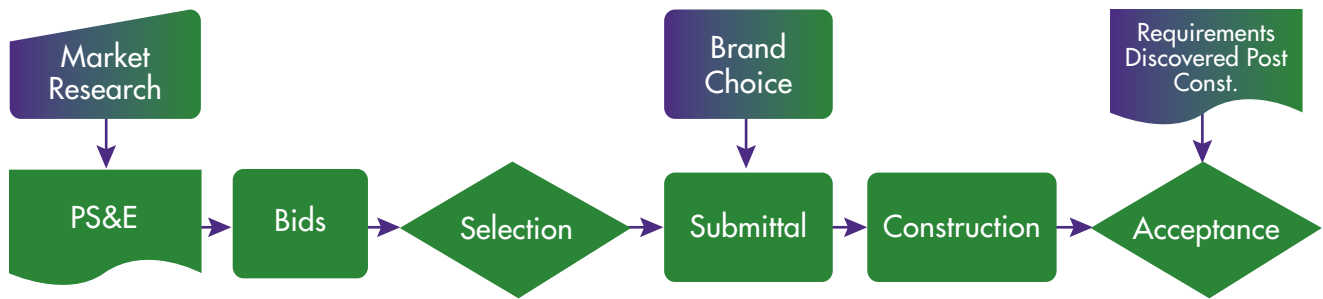 Market
Research
Brand
Choice
Requirements
Discovered Post
Const.
PS&E
Bids
Selection
Submittal
Construction
Acceptance